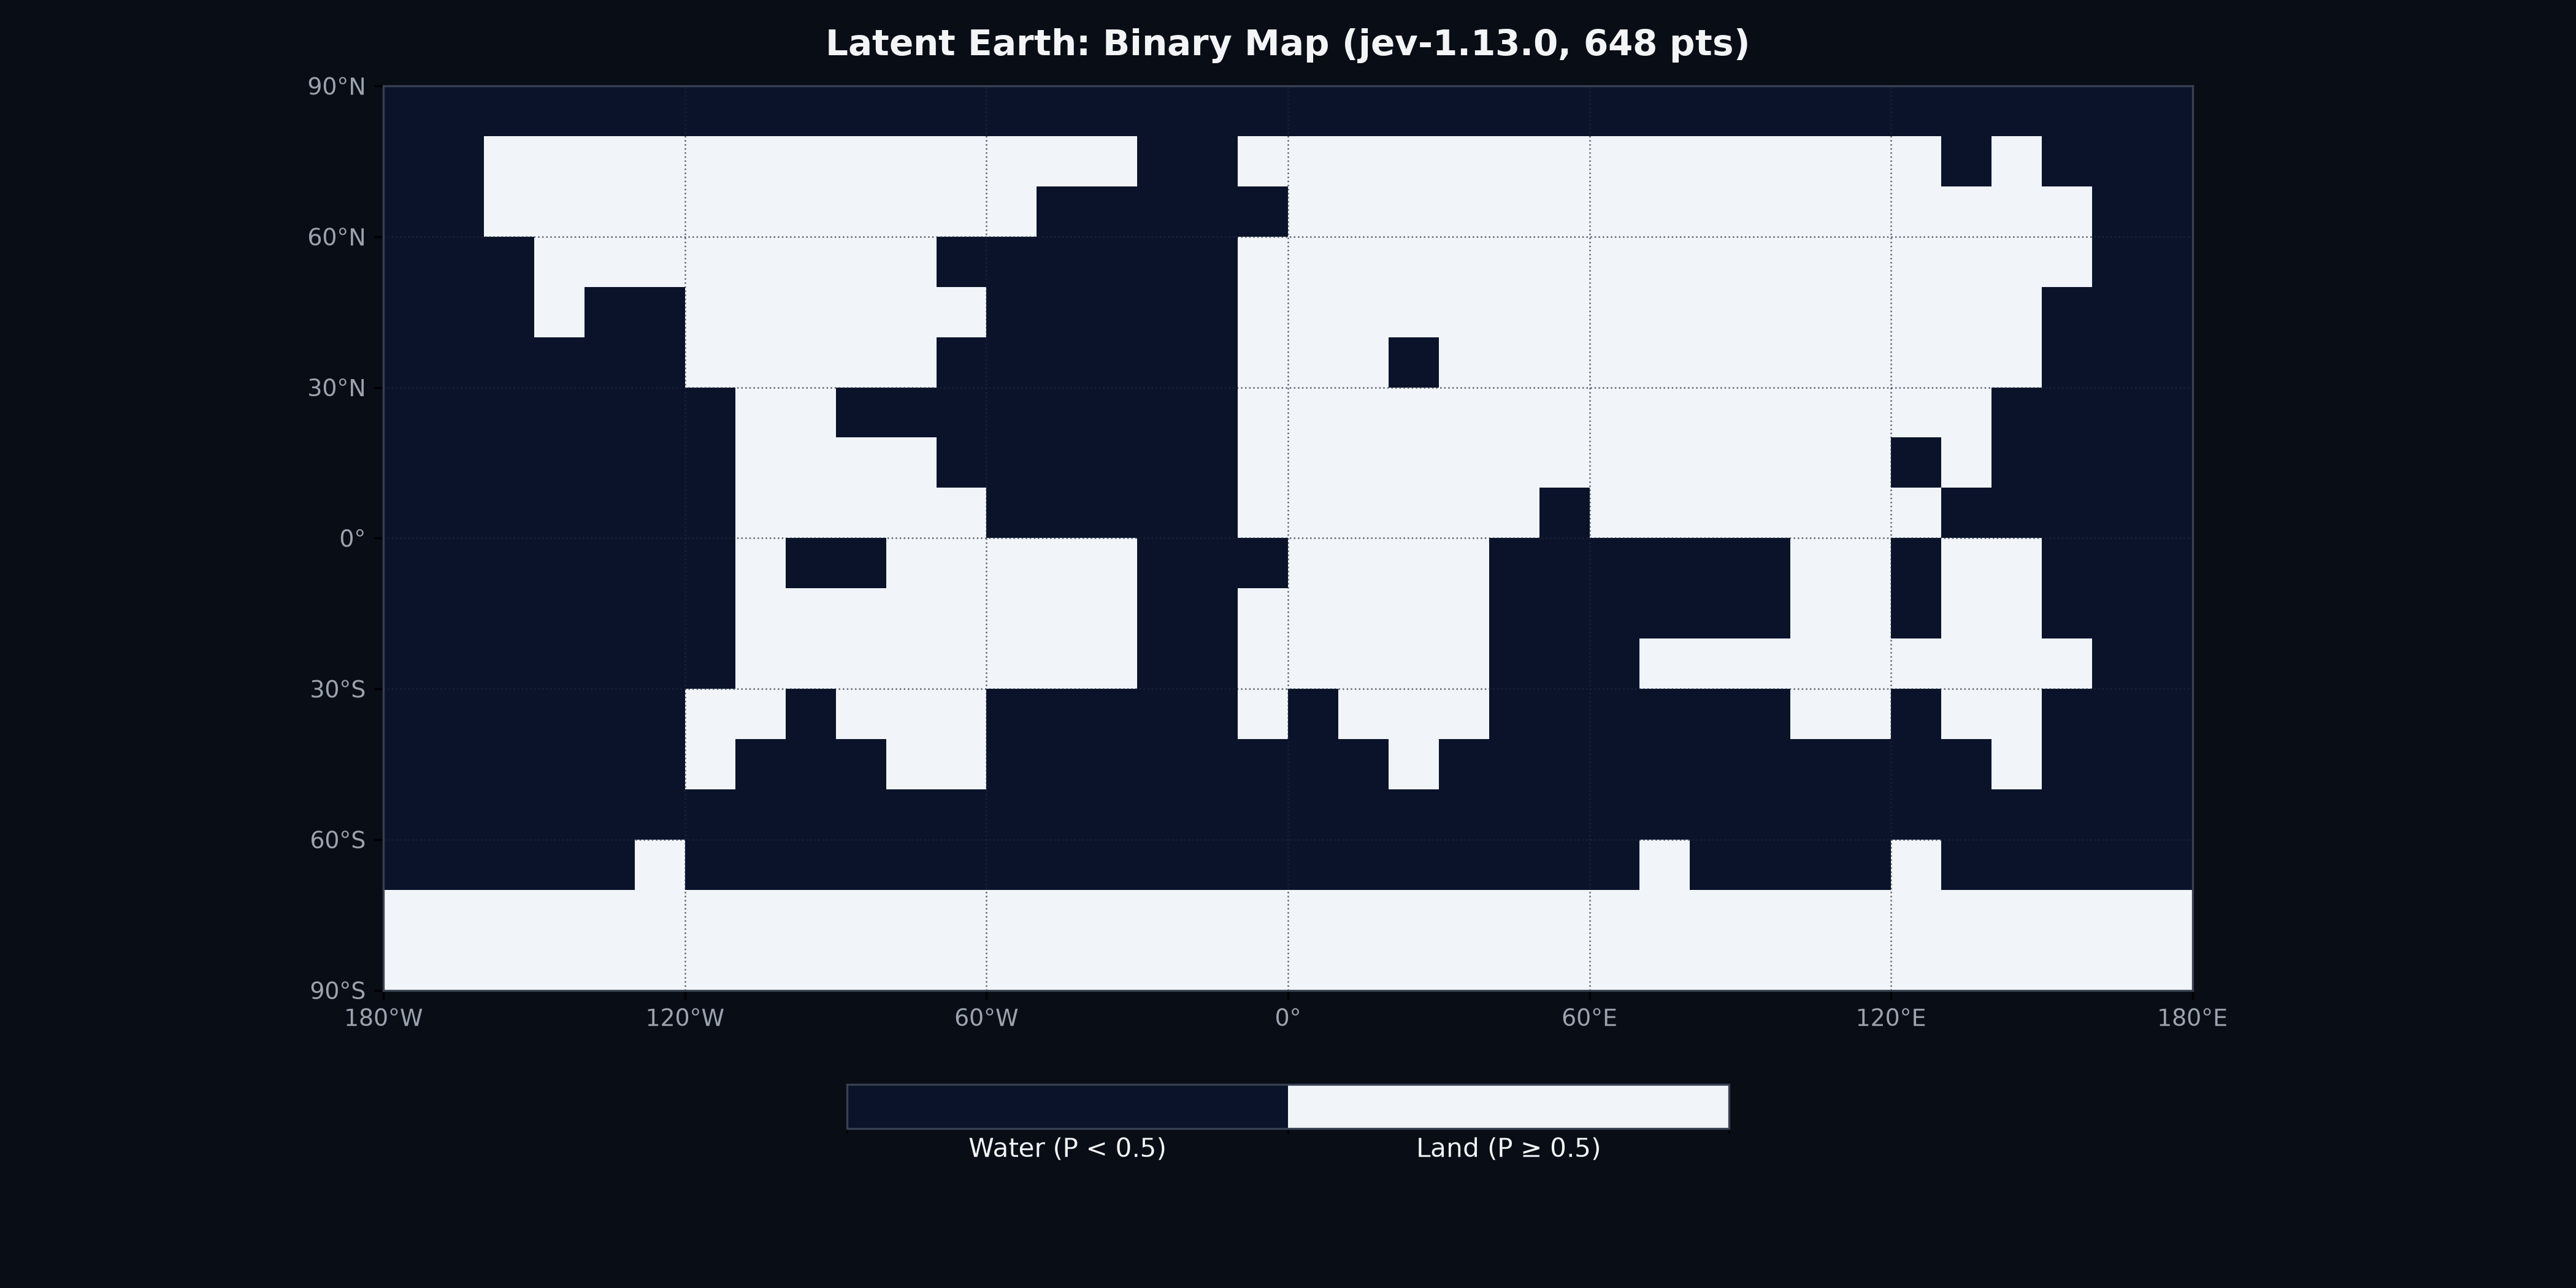 Latent Earth: Binary Map (jev-1.13.0, 648 pts)
90°N
60°N
30°N
0°
30°S
60°S
90°S
180°W 120°W 60°W 0° 60°E 120°E 180°E
Water (P < 0.5) Land (P ≥ 0.5)